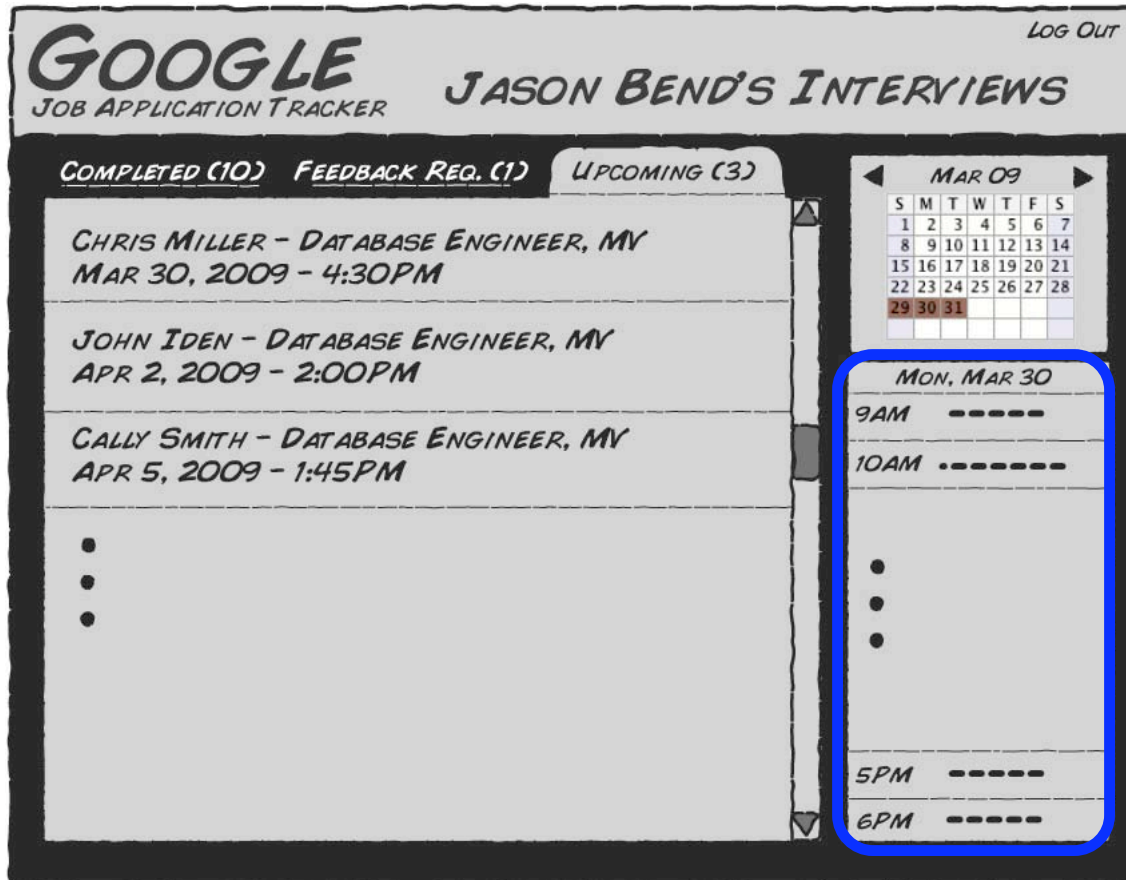 LOG OUT
GOOGLE
JOB APPLICATION TRACKER
JASON BEND'S INTERVIEWS
COMPLETED (10) FEEDBACK REQ. (1) UPCOMING (3)
CHRIS MILLER - DATABASE ENGINEER, MV
MAR 30, 2009 - 4:30PM
JOHN IDEN - DATABASE ENGINEER, MV
APR 2, 2009 - 2:00PM
CALLY SMITH - DATABASE ENGINEER, MV
APR 5, 2009 - 1:45PM
MAR 09
S M T W T F S
1 2 3 4 5 6 7
8 9 10 11 12 13 14
15 16 17 18 19 20 21
22 23 24 25 26 27 28
29 30 31
MON, MAR 30
9AM
10AM
5PM
6PM